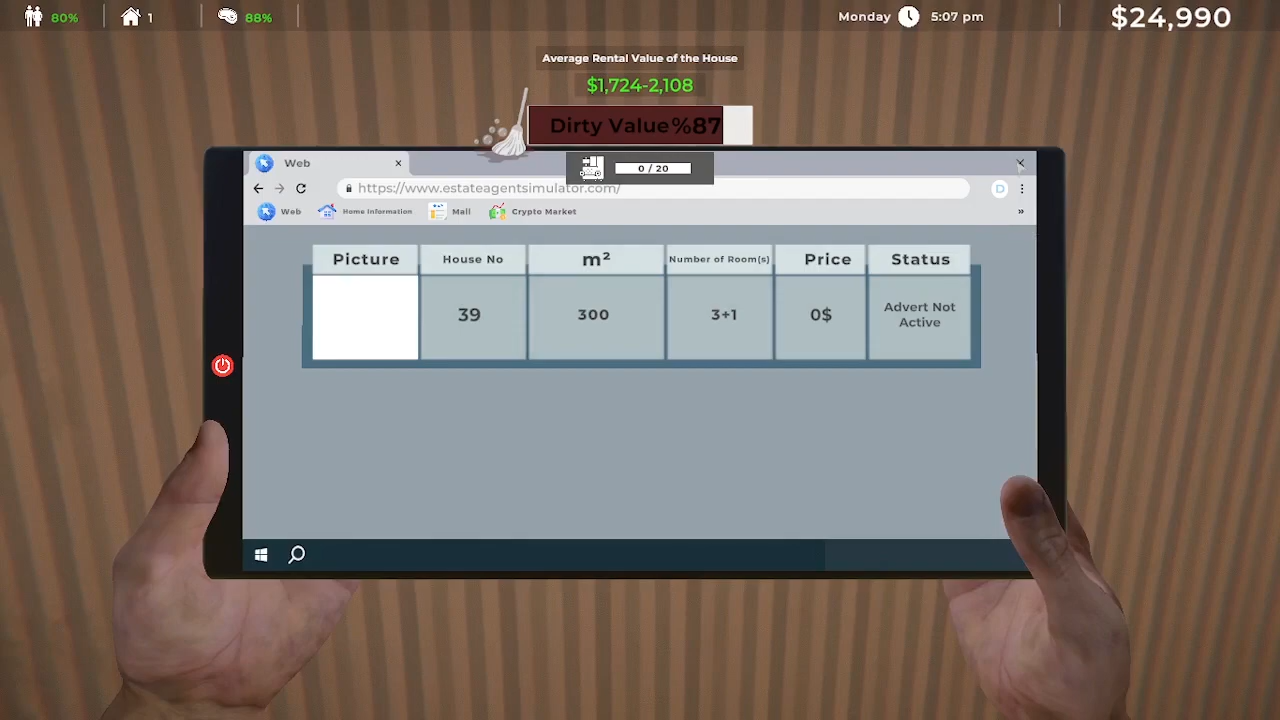 80%
1
88%
Monday
5:07 pm
$24,990
Average Rental Value of the House
$1,724-2,108
Dirty Value%87
Web
0 / 20
https://www.estateagentsimulator.com/
D
Web
Home Information
Mail
Crypto Market
»
Picture
House No
m²
Number of Room(s)
Price
Status
39
300
3+1
0$
Advert Not
Active